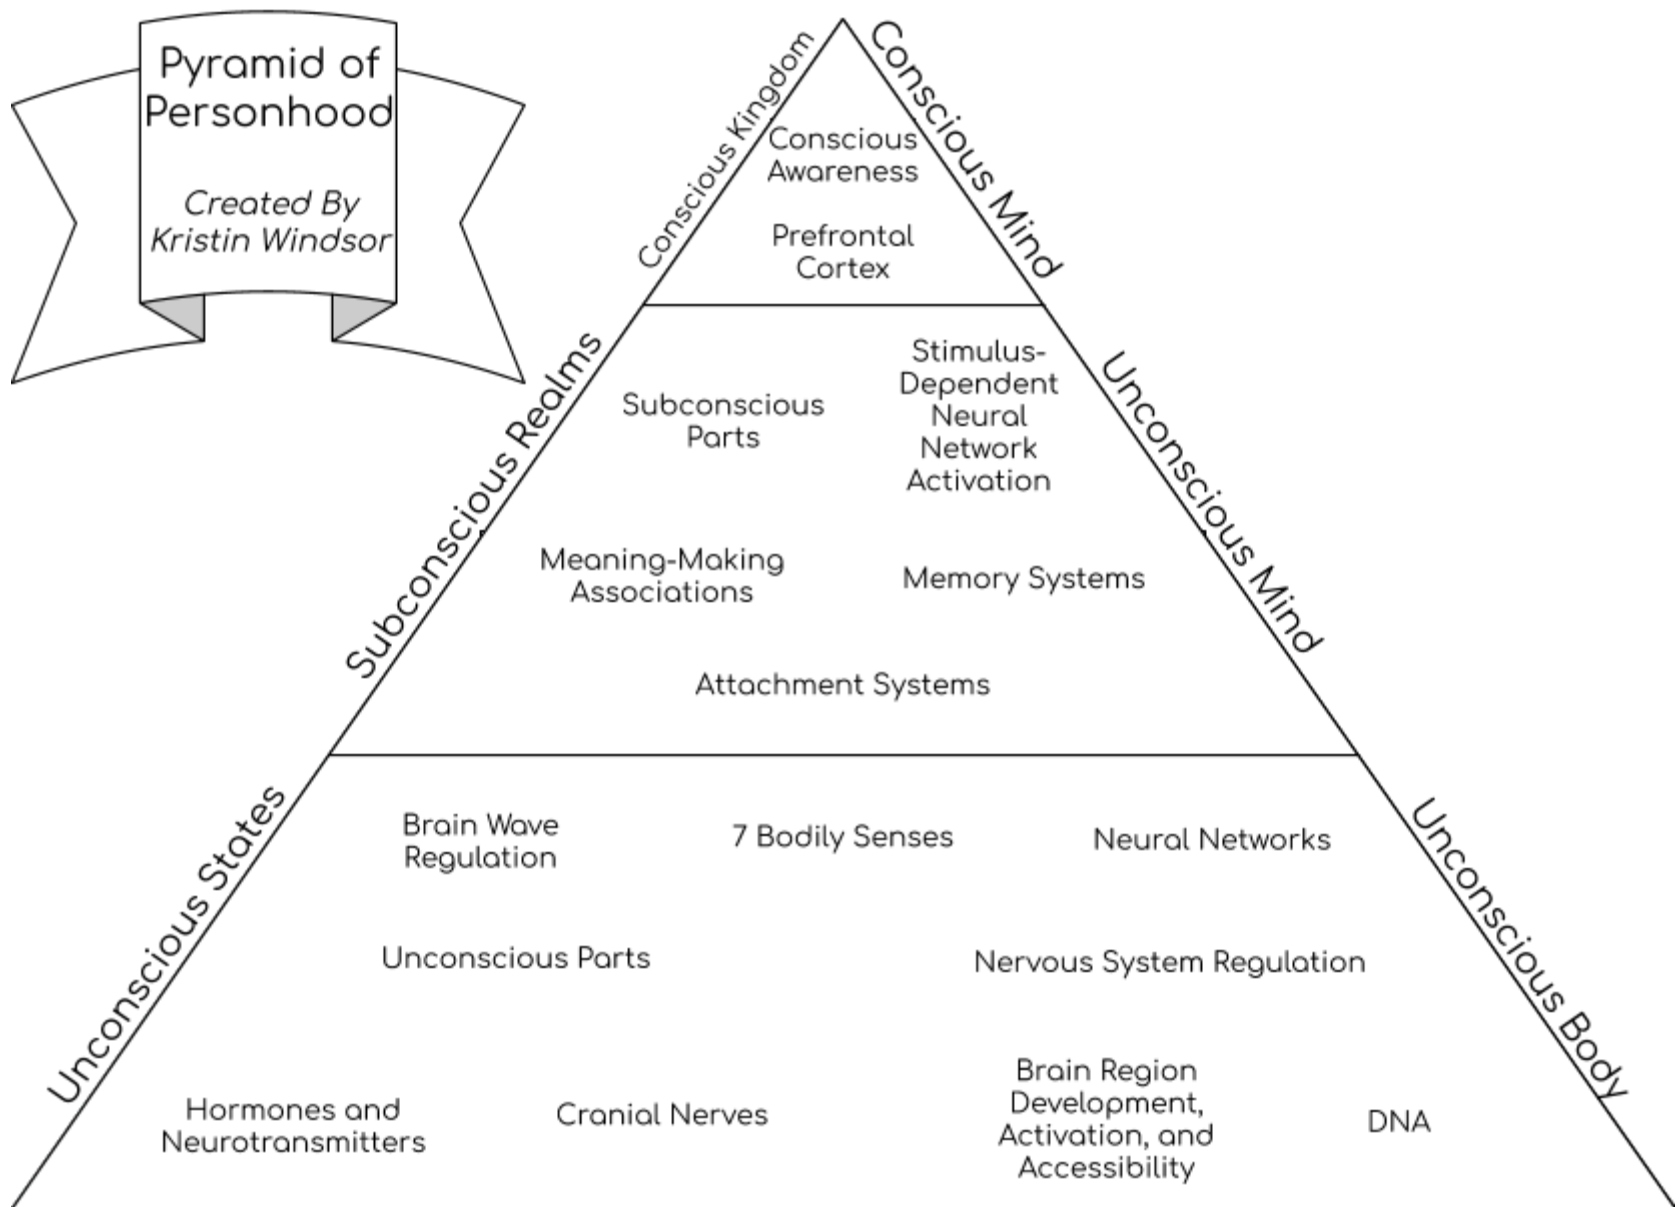 Pyramid of
Personhood
Created By
Kristin Windsor
Conscious Kingdom
Conscious Mind
Conscious
Awareness
Prefrontal
Cortex
Subconscious Realms
Unconscious Mind
Subconscious
Parts
Stimulus-
Dependent
Neural
Network
Activation
Meaning-Making
Associations
Memory Systems
Attachment Systems
Unconscious States
Unconscious Body
Brain Wave
Regulation
7 Bodily Senses
Neural Networks
Unconscious Parts
Nervous System Regulation
Hormones and
Neurotransmitters
Cranial Nerves
Brain Region
Development,
Activation, and
Accessibility
DNA